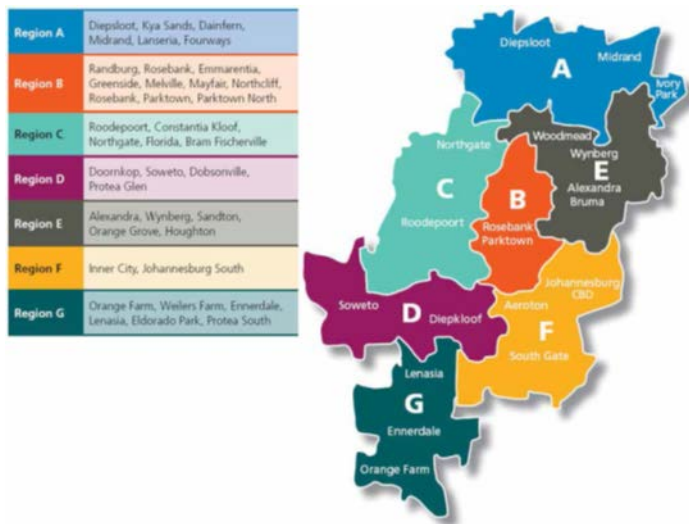 Region A
Diepsloot, Kya Sands, Dainfern,
Midrand, Lanseria, Fourways
Region B
Randburg, Rosebank, Emmarentia,
Greenside, Melville, Mayfair, Northcliff,
Rosebank, Parktown, Parktown North
Region C
Roodepoort, Constantia Kloof,
Northgate, Florida, Bram Fischerville
Region D
Doornkop, Soweto, Dobsonville,
Protea Glen
Region E
Alexandra, Wynberg, Sandton,
Orange Grove, Houghton
Region F
Inner City, Johannesburg South
Region G
Orange Farm, Weilers Farm, Ennerdale,
Lenasia, Eldorado Park, Protea South
Diepsloot
Midrand
A
Ivory
Park
Woodmead
Northgate
Wynberg
E
C
B
Alexandra
Bruma
Roodepoort
Rosebank
Parktown
Johannesburg
CBD
Soweto
Aeroton
D
Diepkloof
F
South Gate
Lenasia
G
Ennerdale
Orange Farm